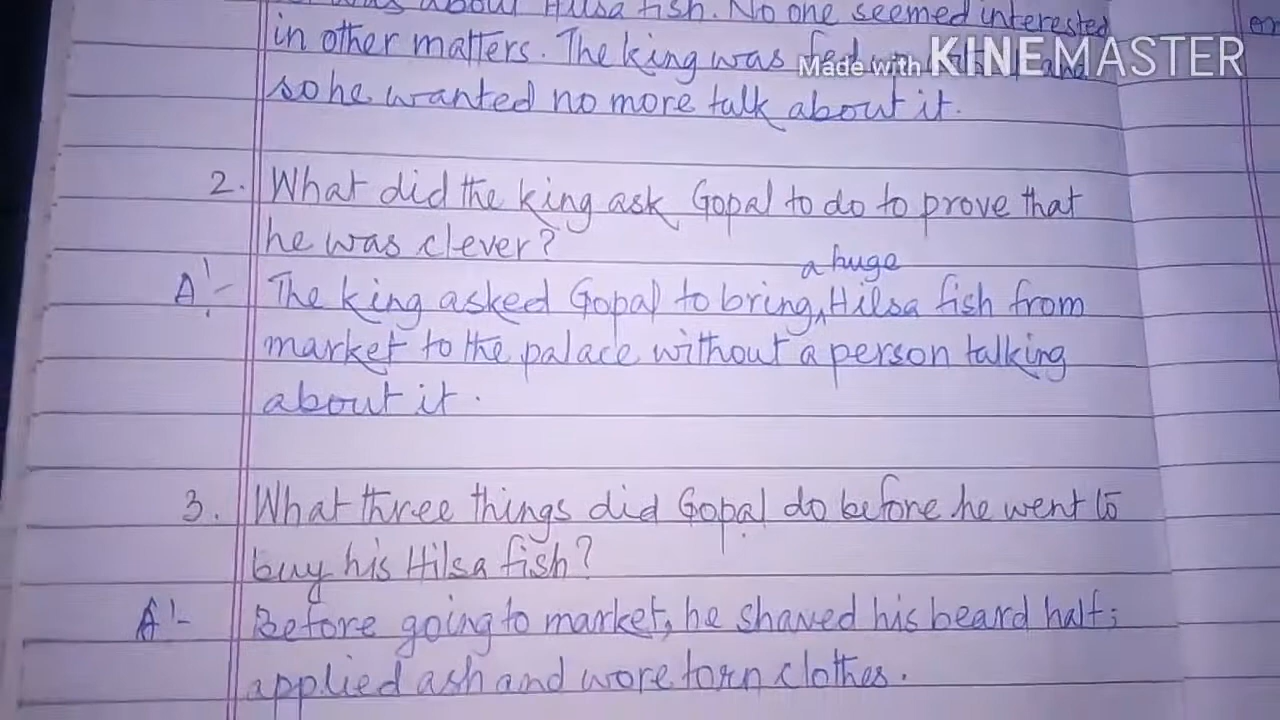 was about Hilsa fish. No one seemed interested
in other matters. The king was fed and
so he wanted no more talk about it.
Made with KINEMASTER
2. What did the king ask Gopal to do to prove that
he was clever?
a huge
A'- The king asked Gopal to bring ^ Hilsa fish from
market to the palace without a person talking
about it.
3. What three things did Gopal do before he went to
buy his Hilsa fish?
A'- Before going to market, he shaved his beard half;
applied ash and wore torn clothes.